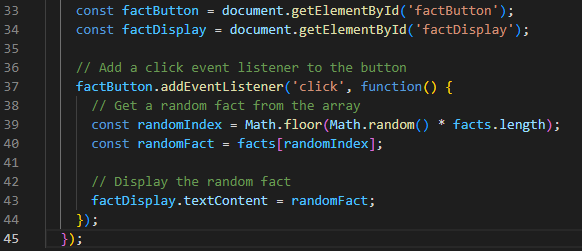 33 const factButton = document.getElementById('factButton');
34 const factDisplay = document.getElementById('factDisplay');
35
36 // Add a click event listener to the button
37 factButton.addEventListener('click', function() {
38 // Get a random fact from the array
39 const randomIndex = Math.floor(Math.random() * facts.length);
40 const randomFact = facts[randomIndex];
41
42 // Display the random fact
43 factDisplay.textContent = randomFact;
44 });
45 });